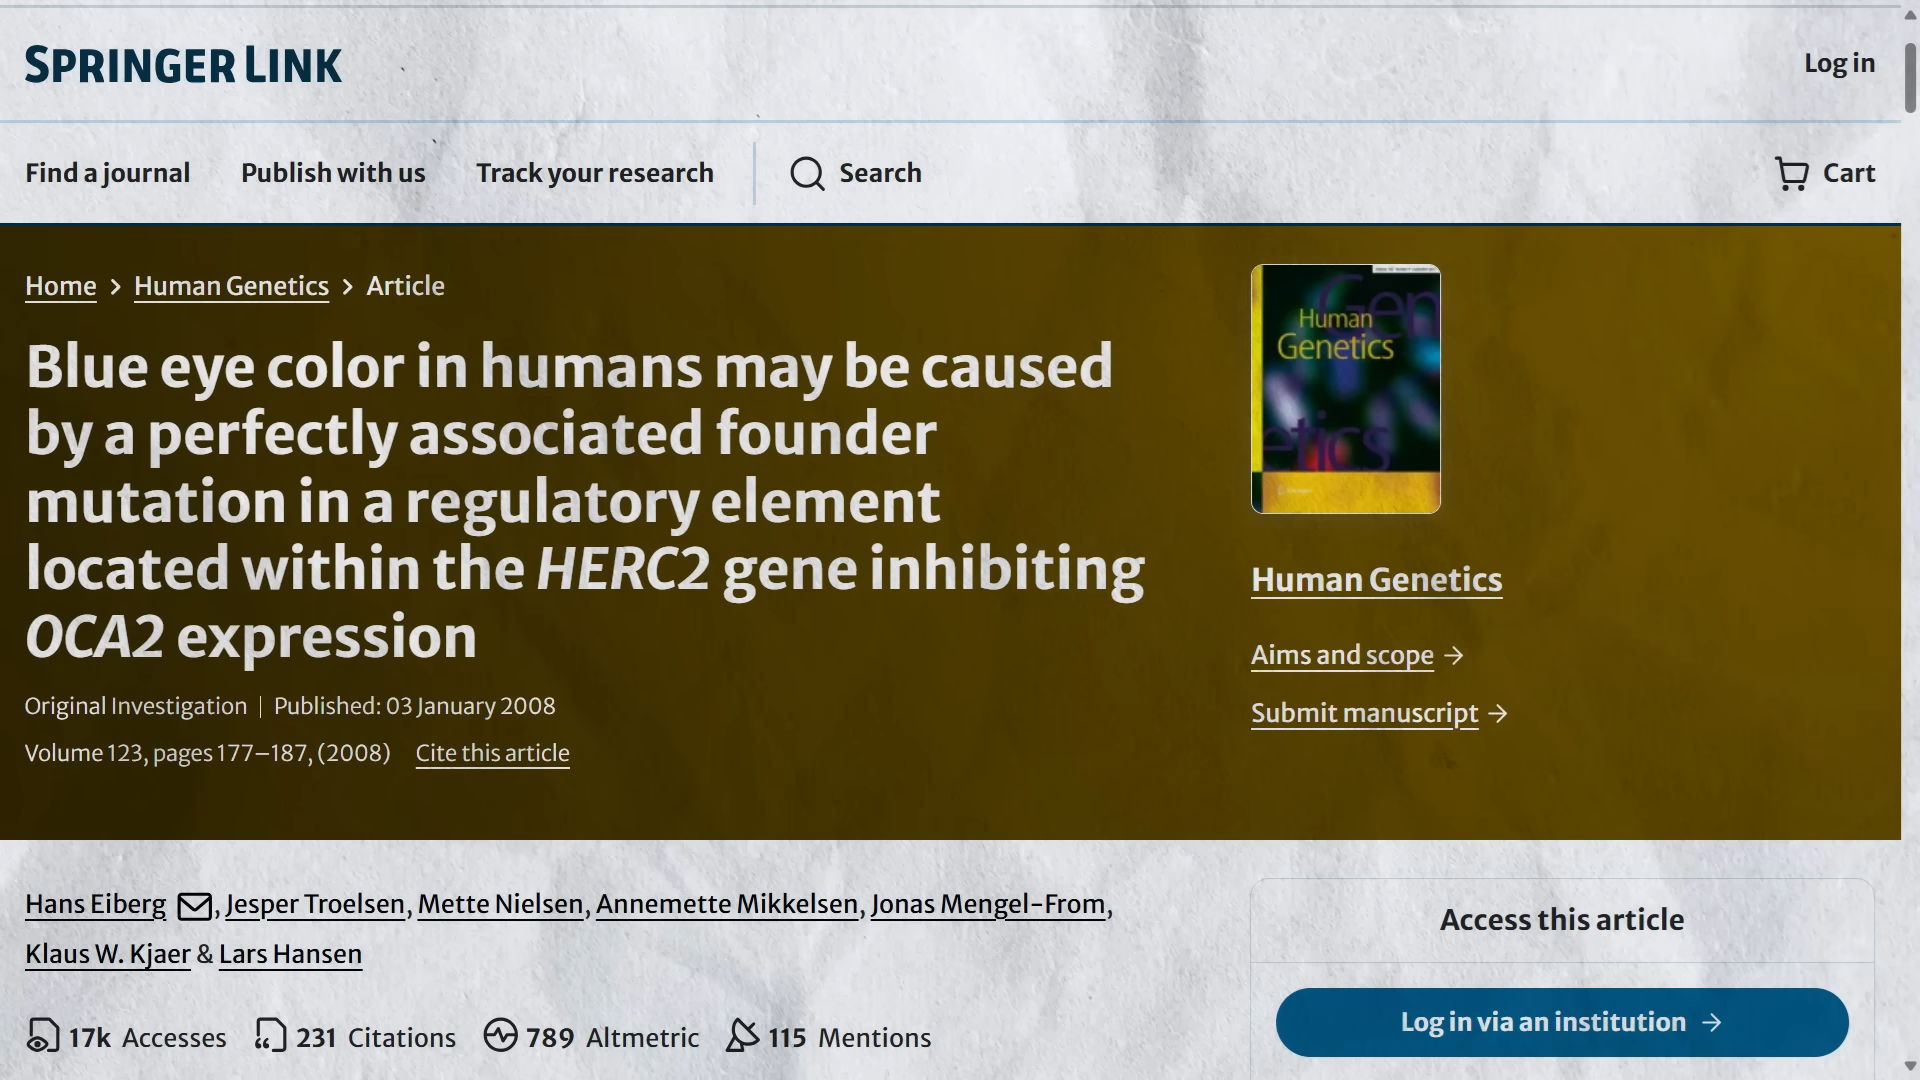 SPRINGER LINK
Log in
Find a journal
Publish with us
Track your research
Search
Cart
Home > Human Genetics > Article
Blue eye color in humans may be caused
by a perfectly associated founder
mutation in a regulatory element
located within the HERC2 gene inhibiting
OCA2 expression
Original Investigation | Published: 03 January 2008
Volume 123, pages 177–187, (2008) Cite this article
Human
Genetics
Gen
etics
Human Genetics
Aims and scope →
Submit manuscript →
Hans Eiberg, Jesper Troelsen, Mette Nielsen, Annemette Mikkelsen, Jonas Mengel-From,
Klaus W. Kjaer & Lars Hansen
17k Accesses 231 Citations 789 Altmetric 115 Mentions
Access this article
Log in via an institution →